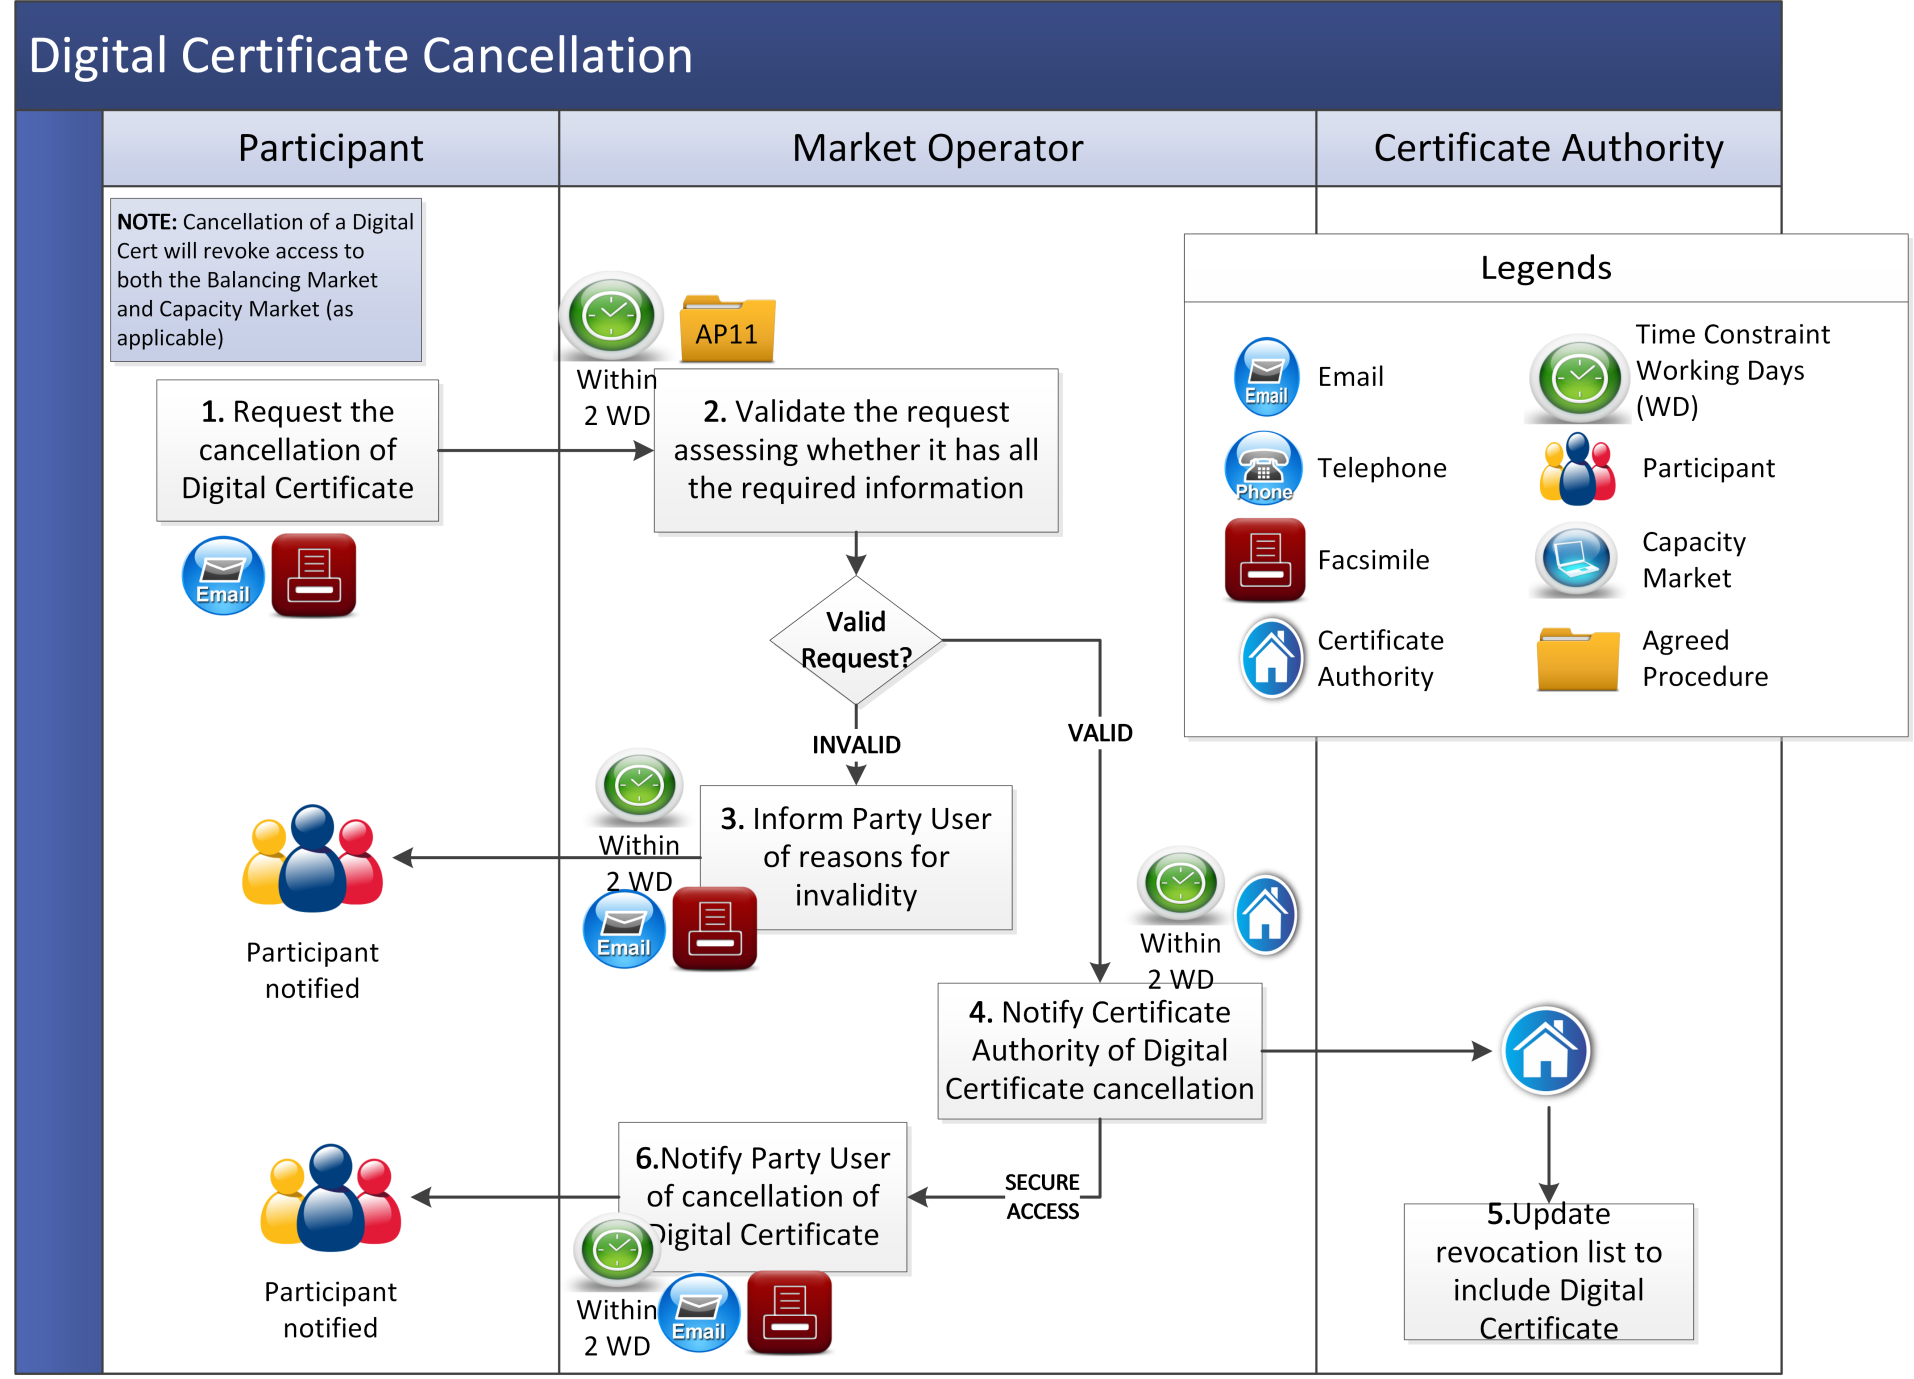 Digital Certificate Cancellation
Participant
Market Operator
Certificate Authority
NOTE: Cancellation of a Digital
Cert will revoke access to
both the Balancing Market
and Capacity Market (as
applicable)
1. Request the
cancellation of
Digital Certificate
Email
Within
2 WD
AP11
2. Validate the request
assessing whether it has all
the required information
Valid
Request?
INVALID
VALID
Within
2 WD
3. Inform Party User
of reasons for
invalidity
Email
Participant
notified
Within
2 WD
4. Notify Certificate
Authority of Digital
Certificate cancellation
SECURE
ACCESS
5.Update
revocation list to
include Digital
Certificate
6.Notify Party User
of cancellation of
Digital Certificate
Within
2 WD
Email
Participant
notified
Legends
Email
Email
Time Constraint
Working Days
(WD)
Phone
Telephone
Participant
Facsimile
Capacity
Market
Certificate
Authority
Agreed
Procedure